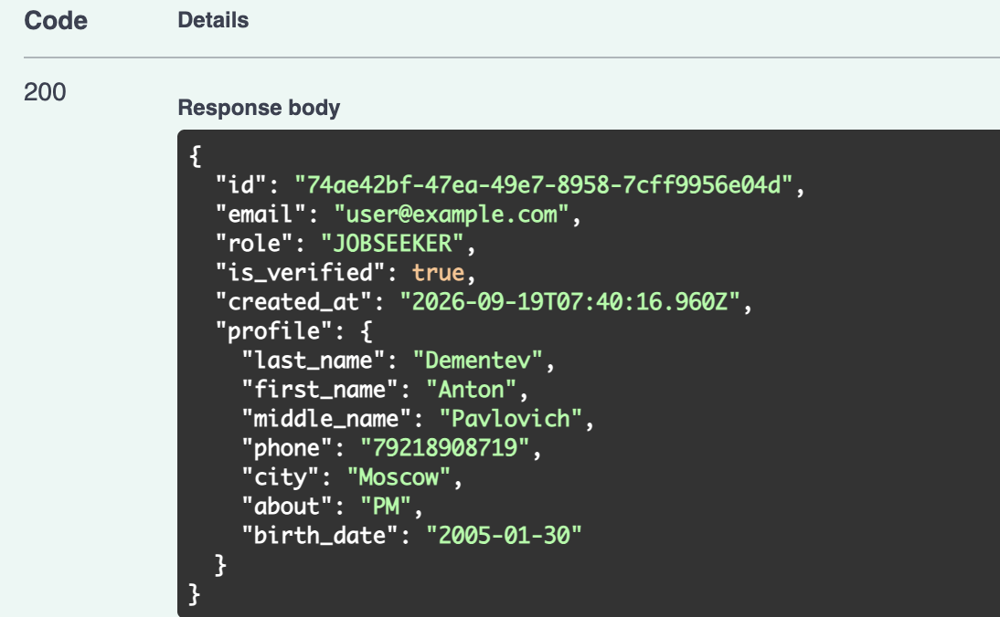 Code Details
200
Response body
{
  "id": "74ae42bf-47ea-49e7-8958-7cff9956e04d",
  "email": "user@example.com",
  "role": "JOBSEEKER",
  "is_verified": true,
  "created_at": "2026-09-19T07:40:16.960Z",
  "profile": {
    "last_name": "Dementev",
    "first_name": "Anton",
    "middle_name": "Pavlovich",
    "phone": "79218908719",
    "city": "Moscow",
    "about": "PM",
    "birth_date": "2005-01-30"
  }
}